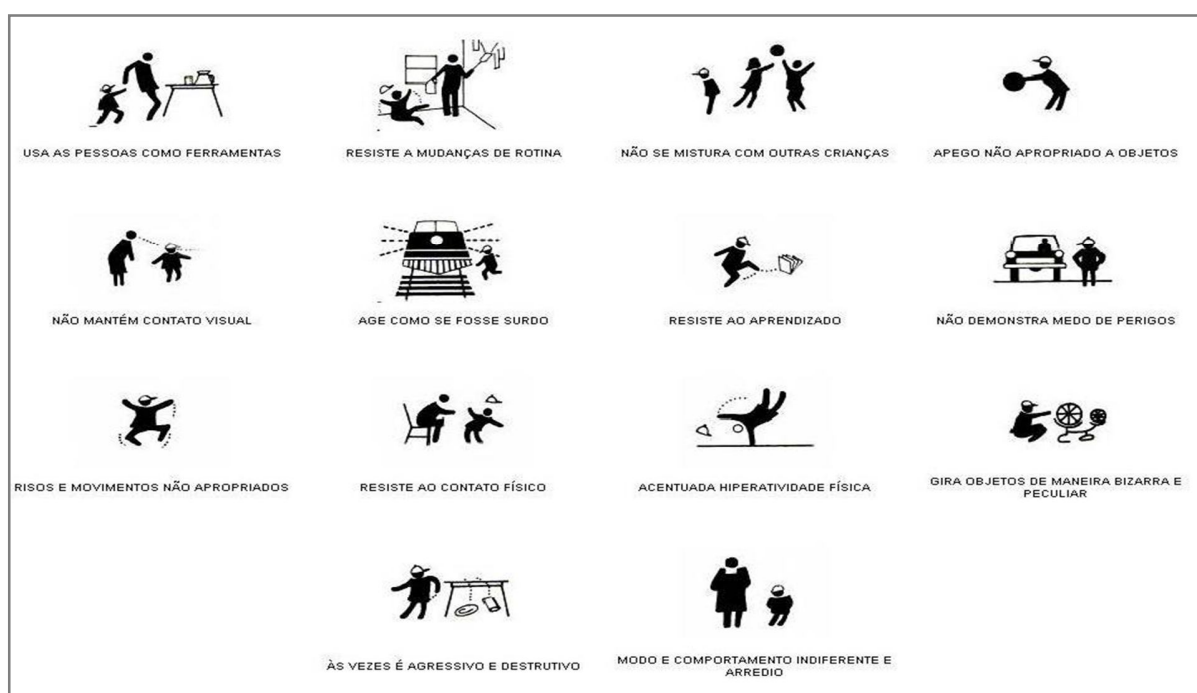 USA AS PESSOAS COMO FERRAMENTAS
RESISTE A MUDANÇAS DE ROTINA
NÃO SE MISTURA COM OUTRAS CRIANÇAS
APEGO NÃO APROPRIADO A OBJETOS
NÃO MANTÉM CONTATO VISUAL
AGE COMO SE FOSSE SURDO
RESISTE AO APRENDIZADO
NÃO DEMONSTRA MEDO DE PERIGOS
RISOS E MOVIMENTOS NÃO APROPRIADOS
RESISTE AO CONTATO FÍSICO
ACENTUADA HIPERATIVIDADE FÍSICA
GIRA OBJETOS DE MANEIRA BIZARRA E
PECULIAR
ÀS VEZES É AGRESSIVO E DESTRUTIVO
MODO E COMPORTAMENTO INDIFERENTE E
ARREDIO